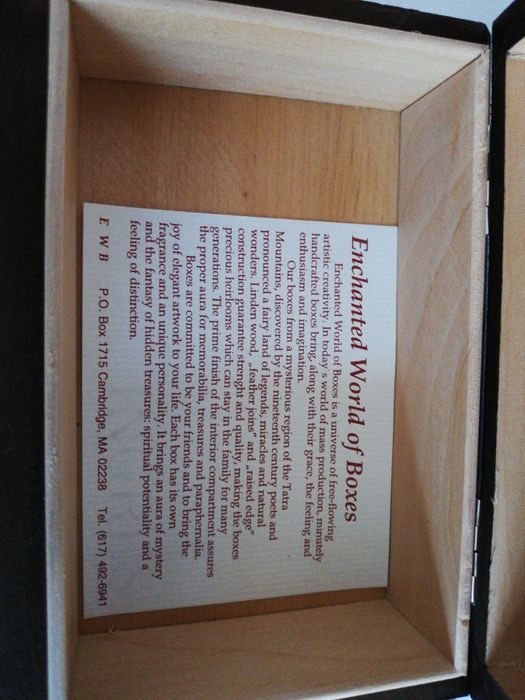 Enchanted World of Boxes
Enchanted World of Boxes is a universe of free-flowing
artistic creativity. In today's world of mass production, minutely
handcrafted boxes bring, along with their grace, the feeling and
enthusiasm and imagination.
Our boxes from a mysterious region of the Tatra
Mountains, discovered by the nineteenth century poets and
pronounced a fairy land of legends, miracles and natural
wonders. Linden wood, „feather joins" and „raised edge"
construction guarantee strenght and quality, making the boxes
precious heirlooms which can stay in the family for many
generations. The prime finish of the interior compartment assures
the proper aura for memorabilia, treasures and paraphernalia.
Boxes are committed to be your friends and to bring the
joy of elegant artwork to your life. Each box has its own
fragrance and an unique personality. It brings an aura of mystery
and the fantasy of hidden treasures: spiritual potentiality and a
feeling of distinction.
E W B P.O. Box 1715 Cambridge, MA 02238 Tel. (617) 492-6941